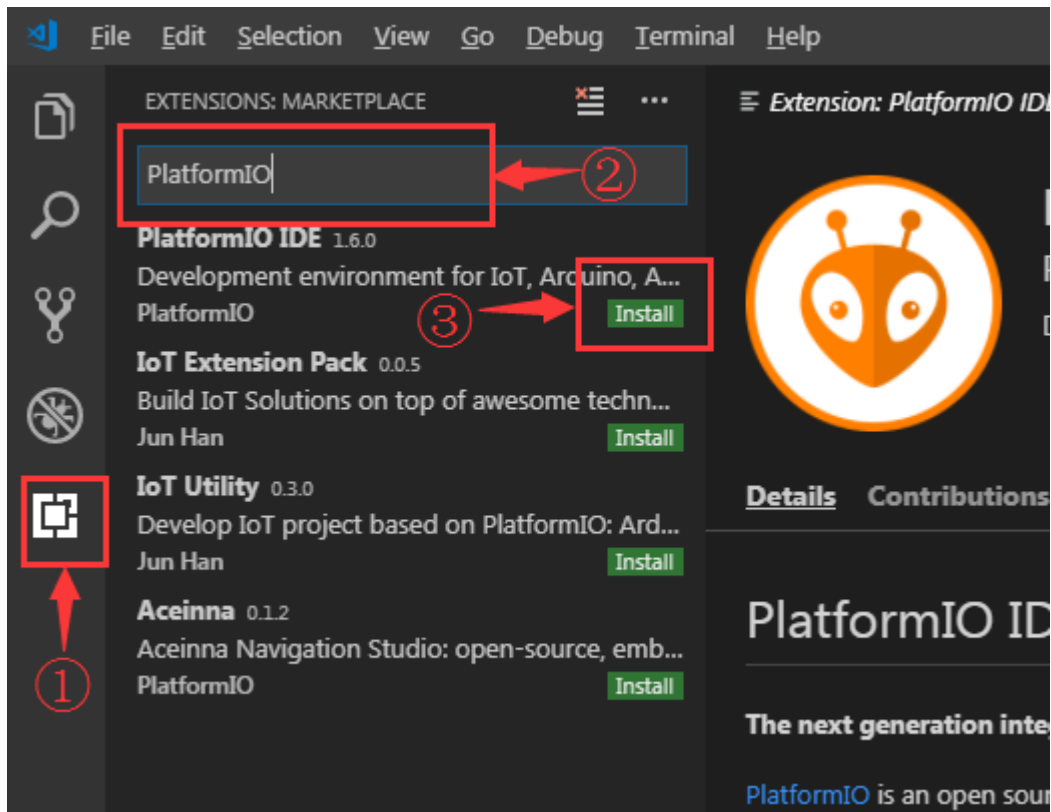 File Edit Selection View Go Debug Terminal Help
EXTENSIONS: MARKETPLACE
PlatformIO
②
PlatformIO IDE 1.6.0
Development environment for IoT, Arduino, A...
PlatformIO
③
Install
IoT Extension Pack 0.0.5
Build IoT Solutions on top of awesome techn...
Jun Han
Install
IoT Utility 0.3.0
Develop IoT project based on PlatformIO: Ard...
Jun Han
Install
Aceinna 0.1.2
Aceinna Navigation Studio: open-source, emb...
PlatformIO
Install
①
Extension: PlatformIO IDE
Details Contributions
PlatformIO ID
The next generation inte
PlatformIO is an open sour